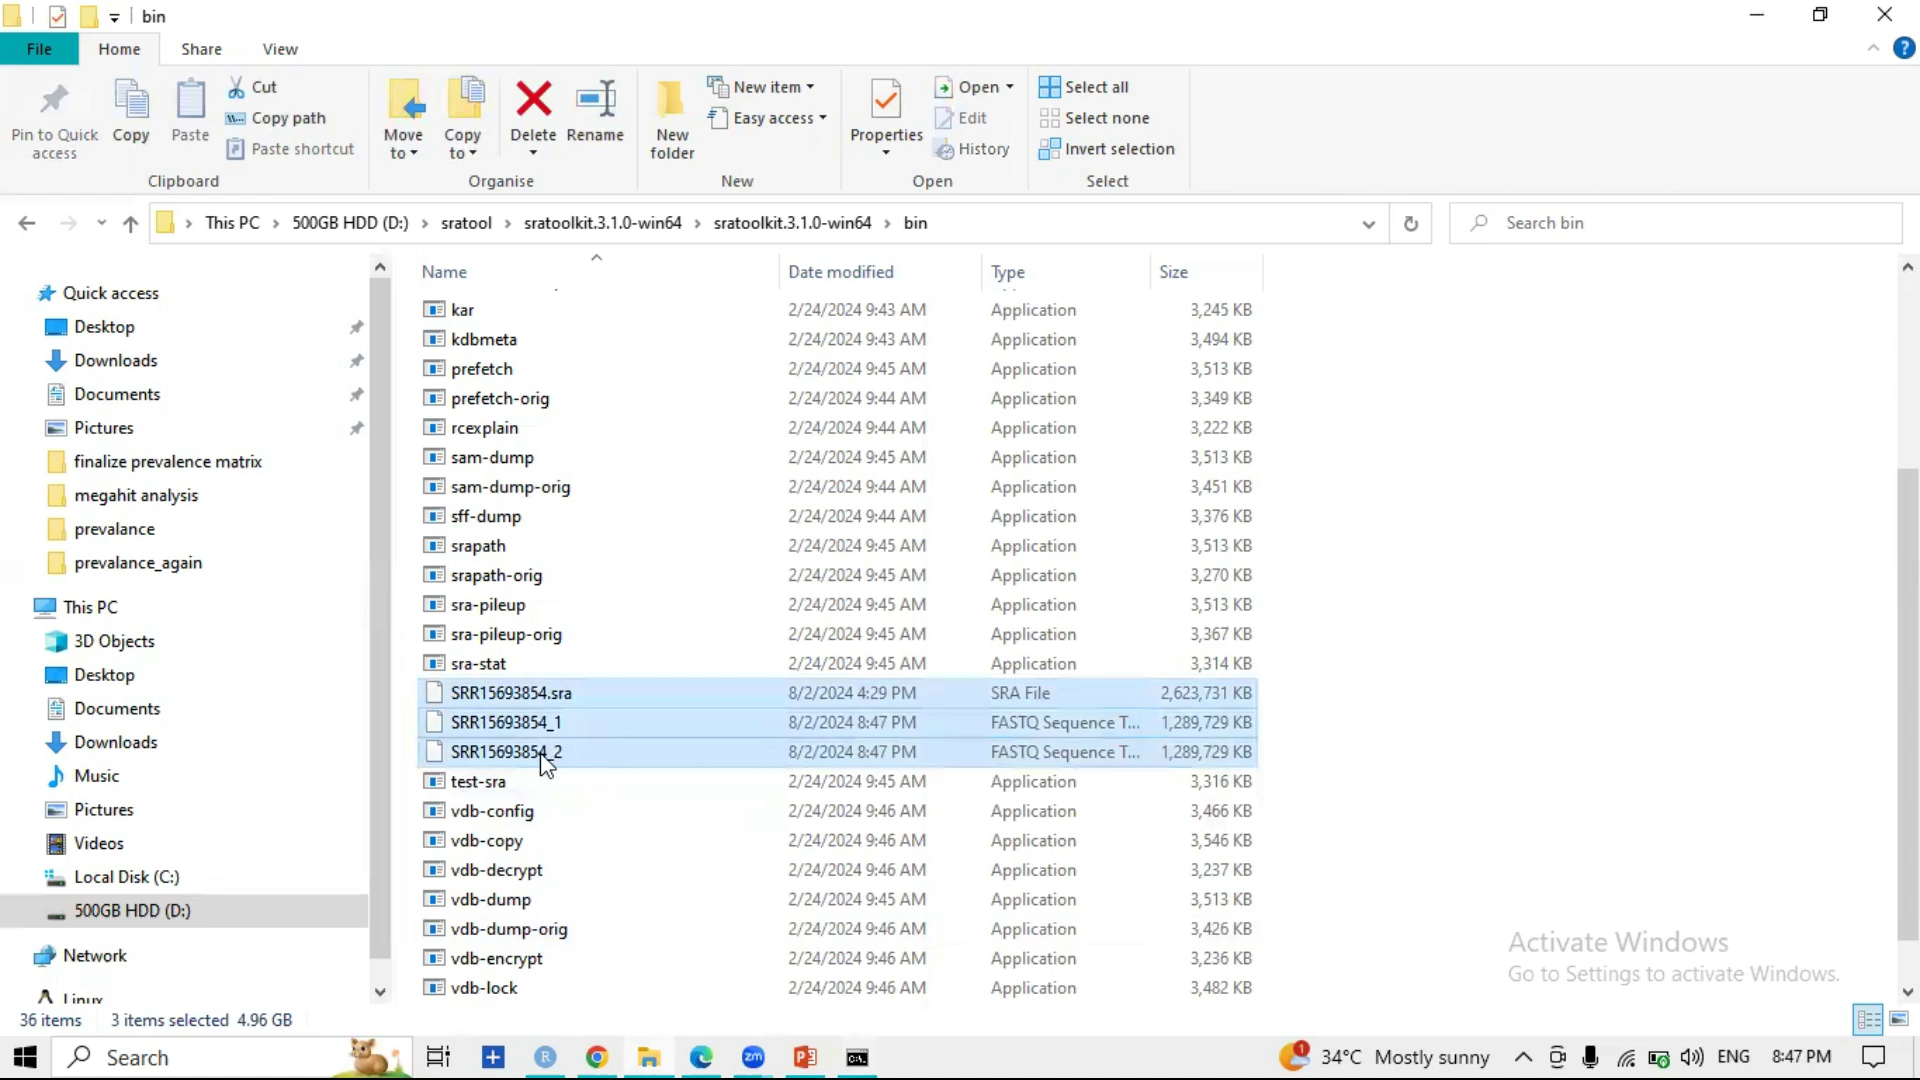 bin
File Home Share View
Pin to Quick access
Copy
Paste
Cut
Copy path
Paste shortcut
Clipboard
Move to
Copy to
Delete
Rename
Organise
New folder
New item
Easy access
New
Properties
Open
Edit
History
Open
Select all
Select none
Invert selection
Select
This PC 500GB HDD (D:) sratool sratoolkit.3.1.0-win64 sratoolkit.3.1.0-win64 bin
Search bin
Quick access
Desktop
Downloads
Documents
Pictures
finalize prevalence matrix
megahit analysis
prevalance
prevalance_again
This PC
3D Objects
Desktop
Documents
Downloads
Music
Pictures
Videos
Local Disk (C:)
500GB HDD (D:)
Network
Linux
Name Date modified Type Size
kar 2/24/2024 9:43 AM Application 3,245 KB
kdbmeta 2/24/2024 9:43 AM Application 3,494 KB
prefetch 2/24/2024 9:45 AM Application 3,513 KB
prefetch-orig 2/24/2024 9:44 AM Application 3,349 KB
rcexplain 2/24/2024 9:44 AM Application 3,222 KB
sam-dump 2/24/2024 9:45 AM Application 3,513 KB
sam-dump-orig 2/24/2024 9:44 AM Application 3,451 KB
sff-dump 2/24/2024 9:44 AM Application 3,376 KB
srapath 2/24/2024 9:45 AM Application 3,513 KB
srapath-orig 2/24/2024 9:45 AM Application 3,270 KB
sra-pileup 2/24/2024 9:45 AM Application 3,513 KB
sra-pileup-orig 2/24/2024 9:45 AM Application 3,367 KB
sra-stat 2/24/2024 9:45 AM Application 3,314 KB
SRR15693854.sra 8/2/2024 4:29 PM SRA File 2,623,731 KB
SRR15693854_1 8/2/2024 8:47 PM FASTQ Sequence T... 1,289,729 KB
SRR15693854_2 8/2/2024 8:47 PM FASTQ Sequence T... 1,289,729 KB
test-sra 2/24/2024 9:45 AM Application 3,316 KB
vdb-config 2/24/2024 9:46 AM Application 3,466 KB
vdb-copy 2/24/2024 9:46 AM Application 3,546 KB
vdb-decrypt 2/24/2024 9:46 AM Application 3,237 KB
vdb-dump 2/24/2024 9:45 AM Application 3,513 KB
vdb-dump-orig 2/24/2024 9:46 AM Application 3,426 KB
vdb-encrypt 2/24/2024 9:46 AM Application 3,236 KB
vdb-lock 2/24/2024 9:46 AM Application 3,482 KB
Activate Windows
Go to Settings to activate Windows.
36 items 3 items selected 4.96 GB
Search
34°C Mostly sunny
ENG
8:47 PM